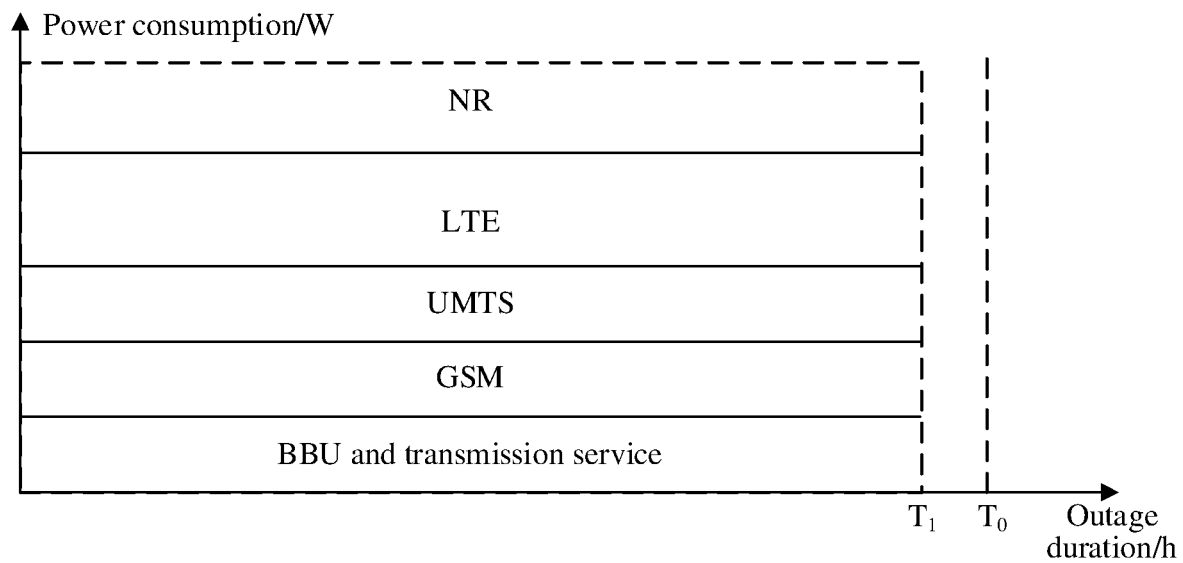 Power consumption/W
NR
LTE
UMTS
GSM
BBU and transmission service
T₁
T₀
Outage
duration/h